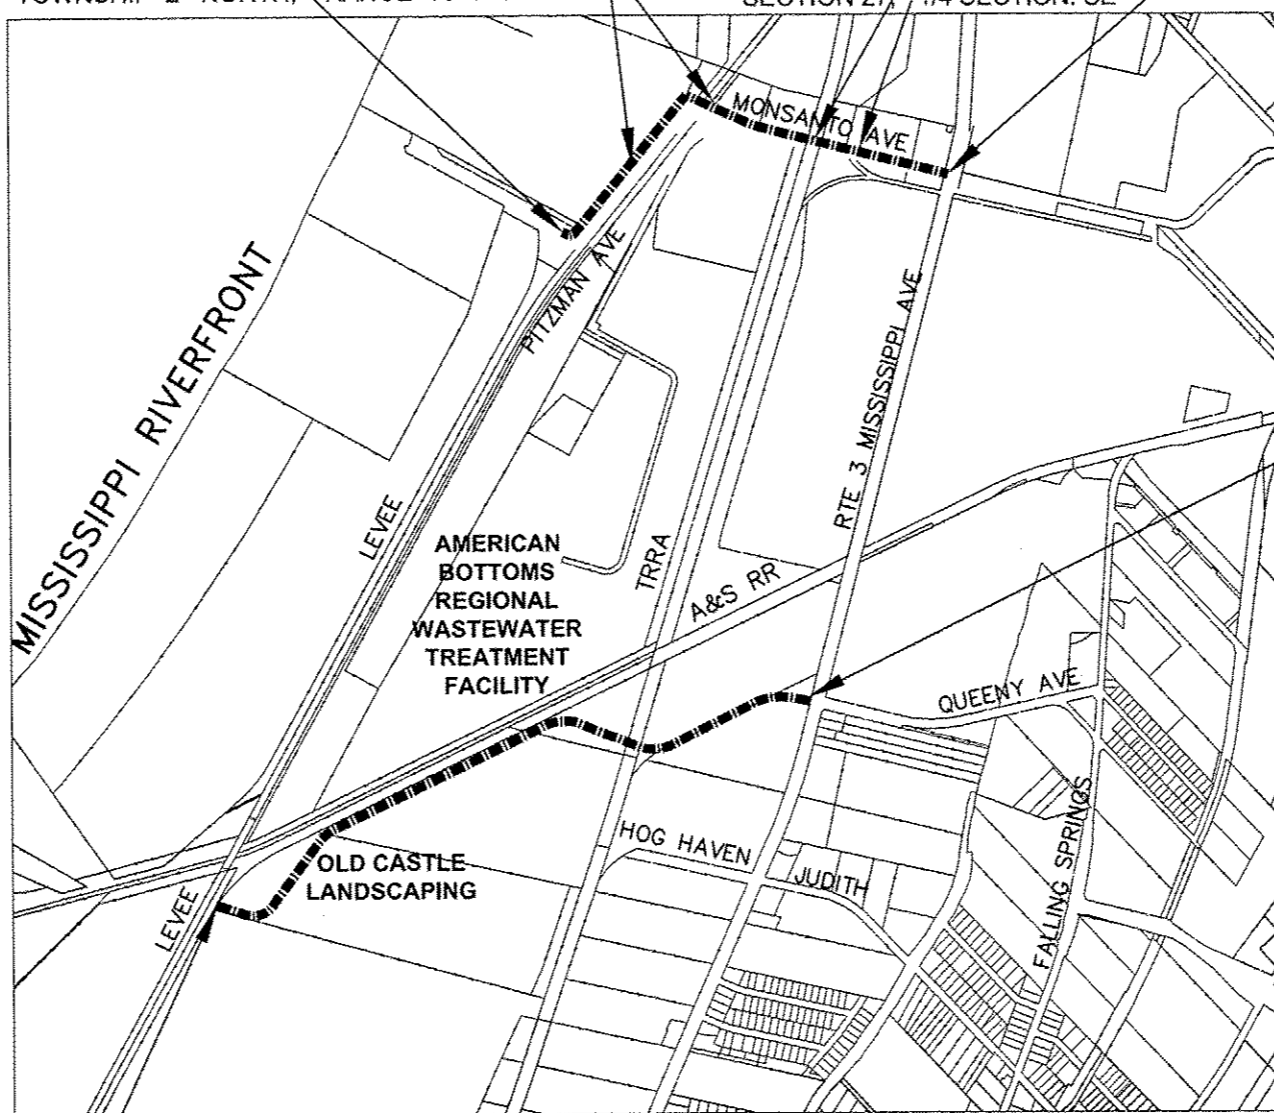 SECTION 27, 1/4 SECTION: SE
MONSANTO AVE
PITZMAN AVE
MISSISSIPPI RIVERFRONT
RTE 3 MISSISSIPPI AVE
LEVEE
AMERICAN
BOTTOMS
REGIONAL
WASTEWATER
TREATMENT
FACILITY
TRRA
A&S RR
QUEENY AVE
HOG HAVEN
JUDITH
FALLING SPRINGS
OLD CASTLE
LANDSCAPING
LEVEE